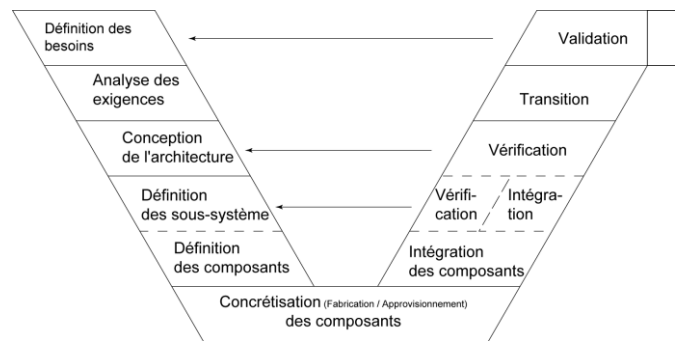 Définition des
besoins
Analyse des
exigences
Conception
de l'architecture
Définition
des sous-système
Définition
des composants
Concrétisation (Fabrication / Approvisionnement)
des composants
Validation
Transition
Vérification
Vérifi-
cation
Intégra-
tion
Intégration
des composants